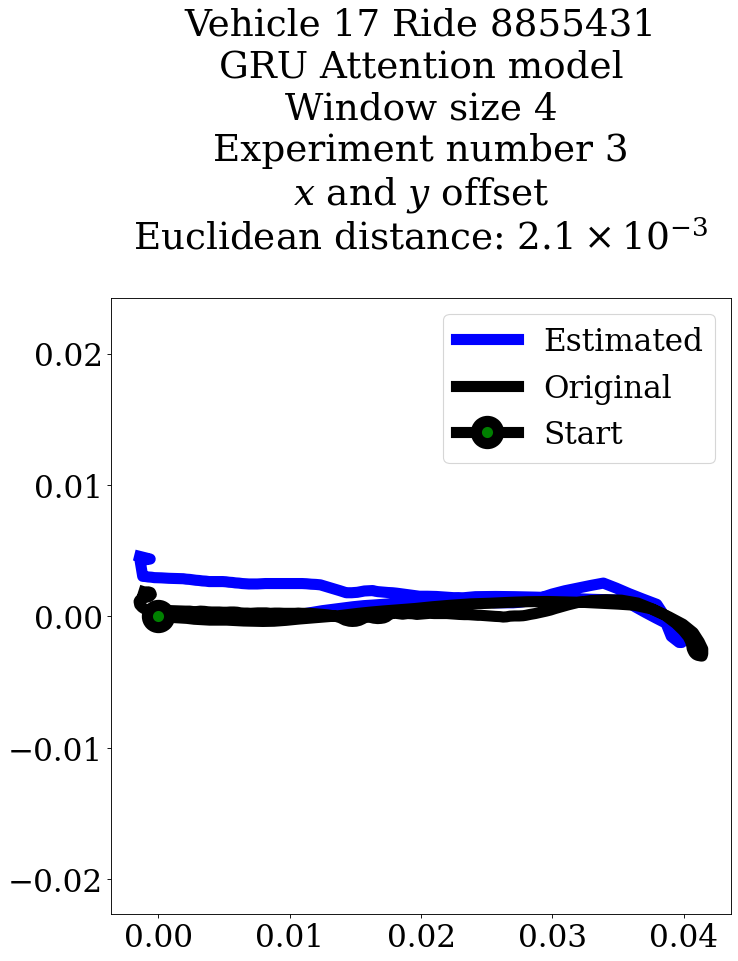 Vehicle 17 Ride 8855431
GRU Attention model
Window size 4
Experiment number 3
x and y offset
Euclidean distance: 2.1 × 10⁻³
Estimated
Original
Start
0.02
0.01
0.00
−0.01
−0.02
0.00 0.01 0.02 0.03 0.04